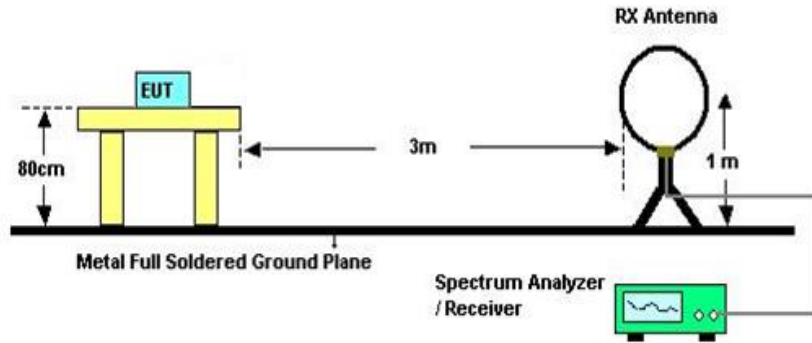 RX Antenna
EUT
3m
80cm
1 m
Metal Full Soldered Ground Plane
Spectrum Analyzer
/ Receiver